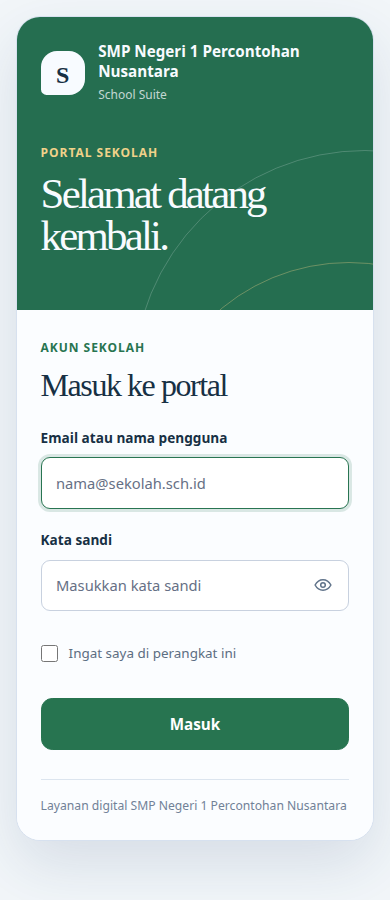 S
SMP Negeri 1 Percontohan
Nusantara
School Suite
PORTAL SEKOLAH
Selamat datang
kembali.
AKUN SEKOLAH
Masuk ke portal
Email atau nama pengguna
nama@sekolah.sch.id
Kata sandi
Masukkan kata sandi
Ingat saya di perangkat ini
Masuk
Layanan digital SMP Negeri 1 Percontohan Nusantara